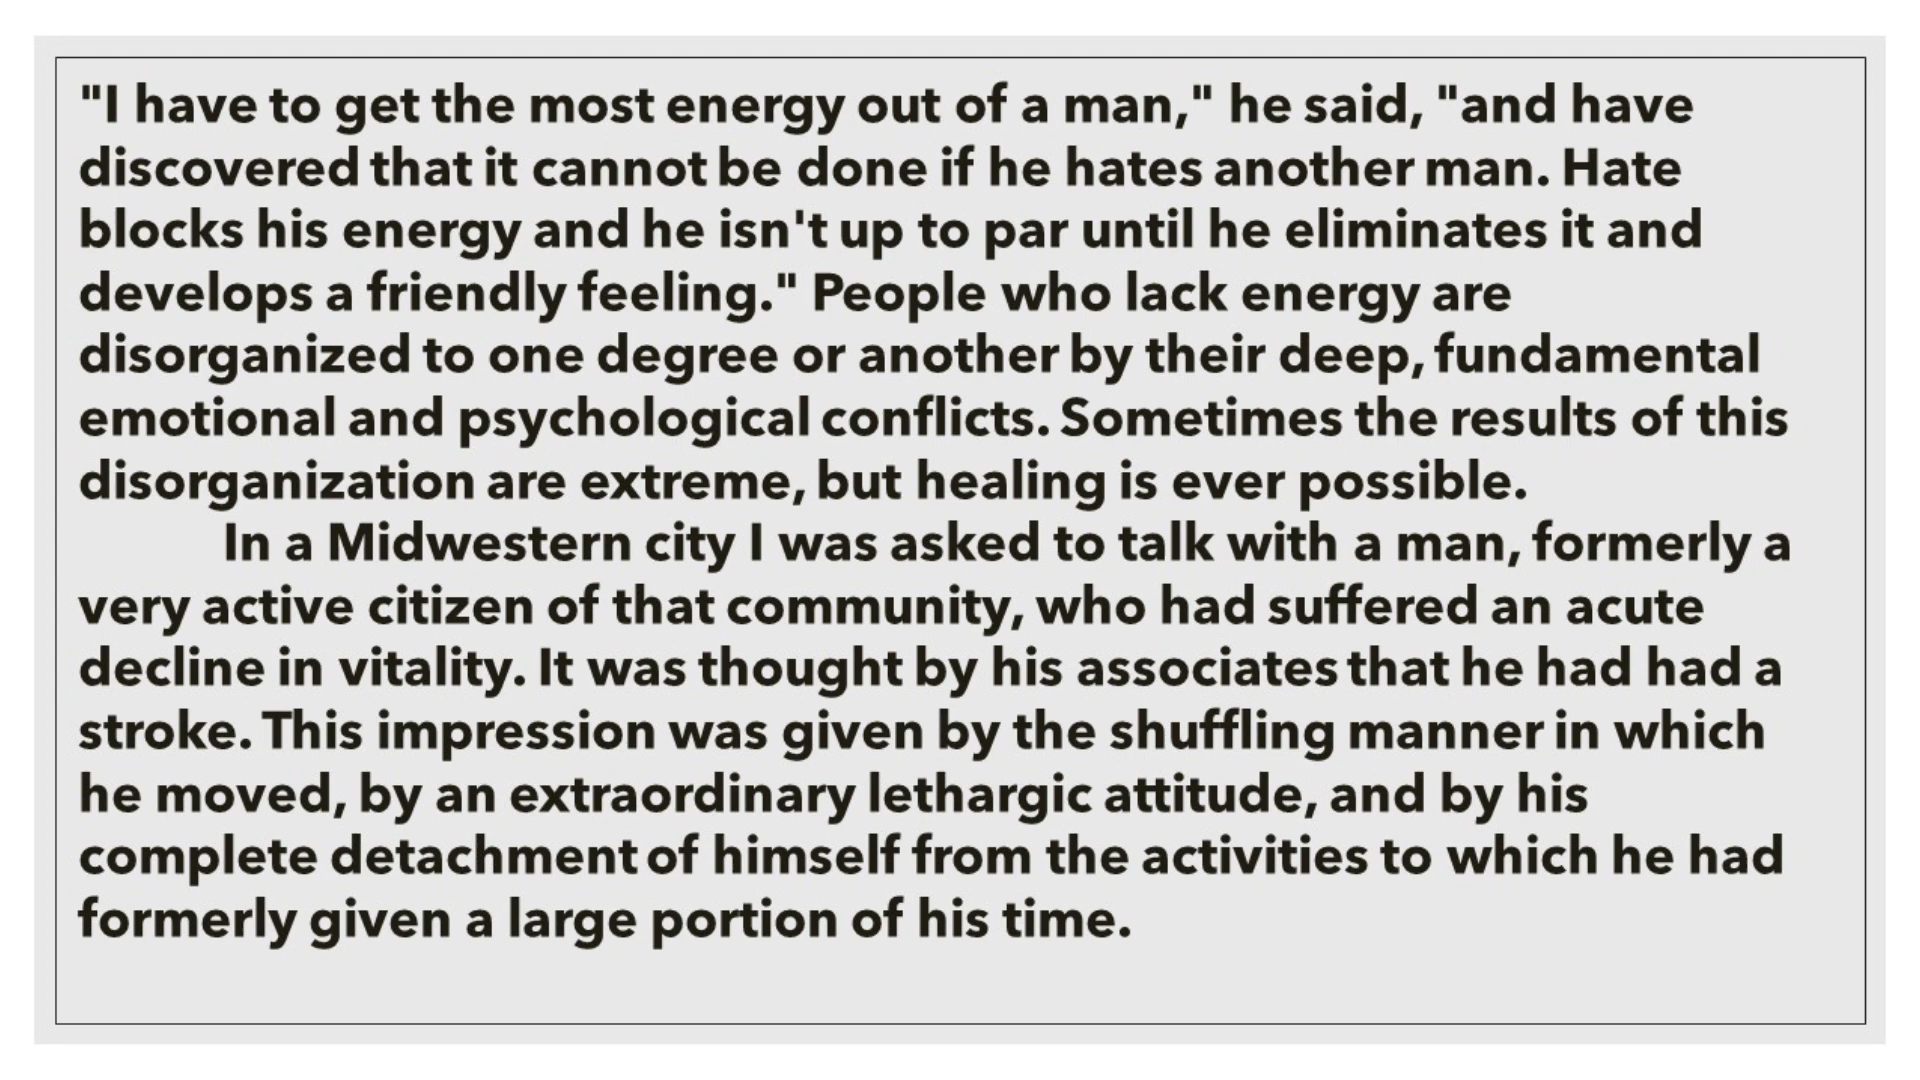 "I have to get the most energy out of a man," he said, "and have
discovered that it cannot be done if he hates another man. Hate
blocks his energy and he isn't up to par until he eliminates it and
develops a friendly feeling." People who lack energy are
disorganized to one degree or another by their deep, fundamental
emotional and psychological conflicts. Sometimes the results of this
disorganization are extreme, but healing is ever possible.
In a Midwestern city I was asked to talk with a man, formerly a
very active citizen of that community, who had suffered an acute
decline in vitality. It was thought by his associates that he had had a
stroke. This impression was given by the shuffling manner in which
he moved, by an extraordinary lethargic attitude, and by his
complete detachment of himself from the activities to which he had
formerly given a large portion of his time.